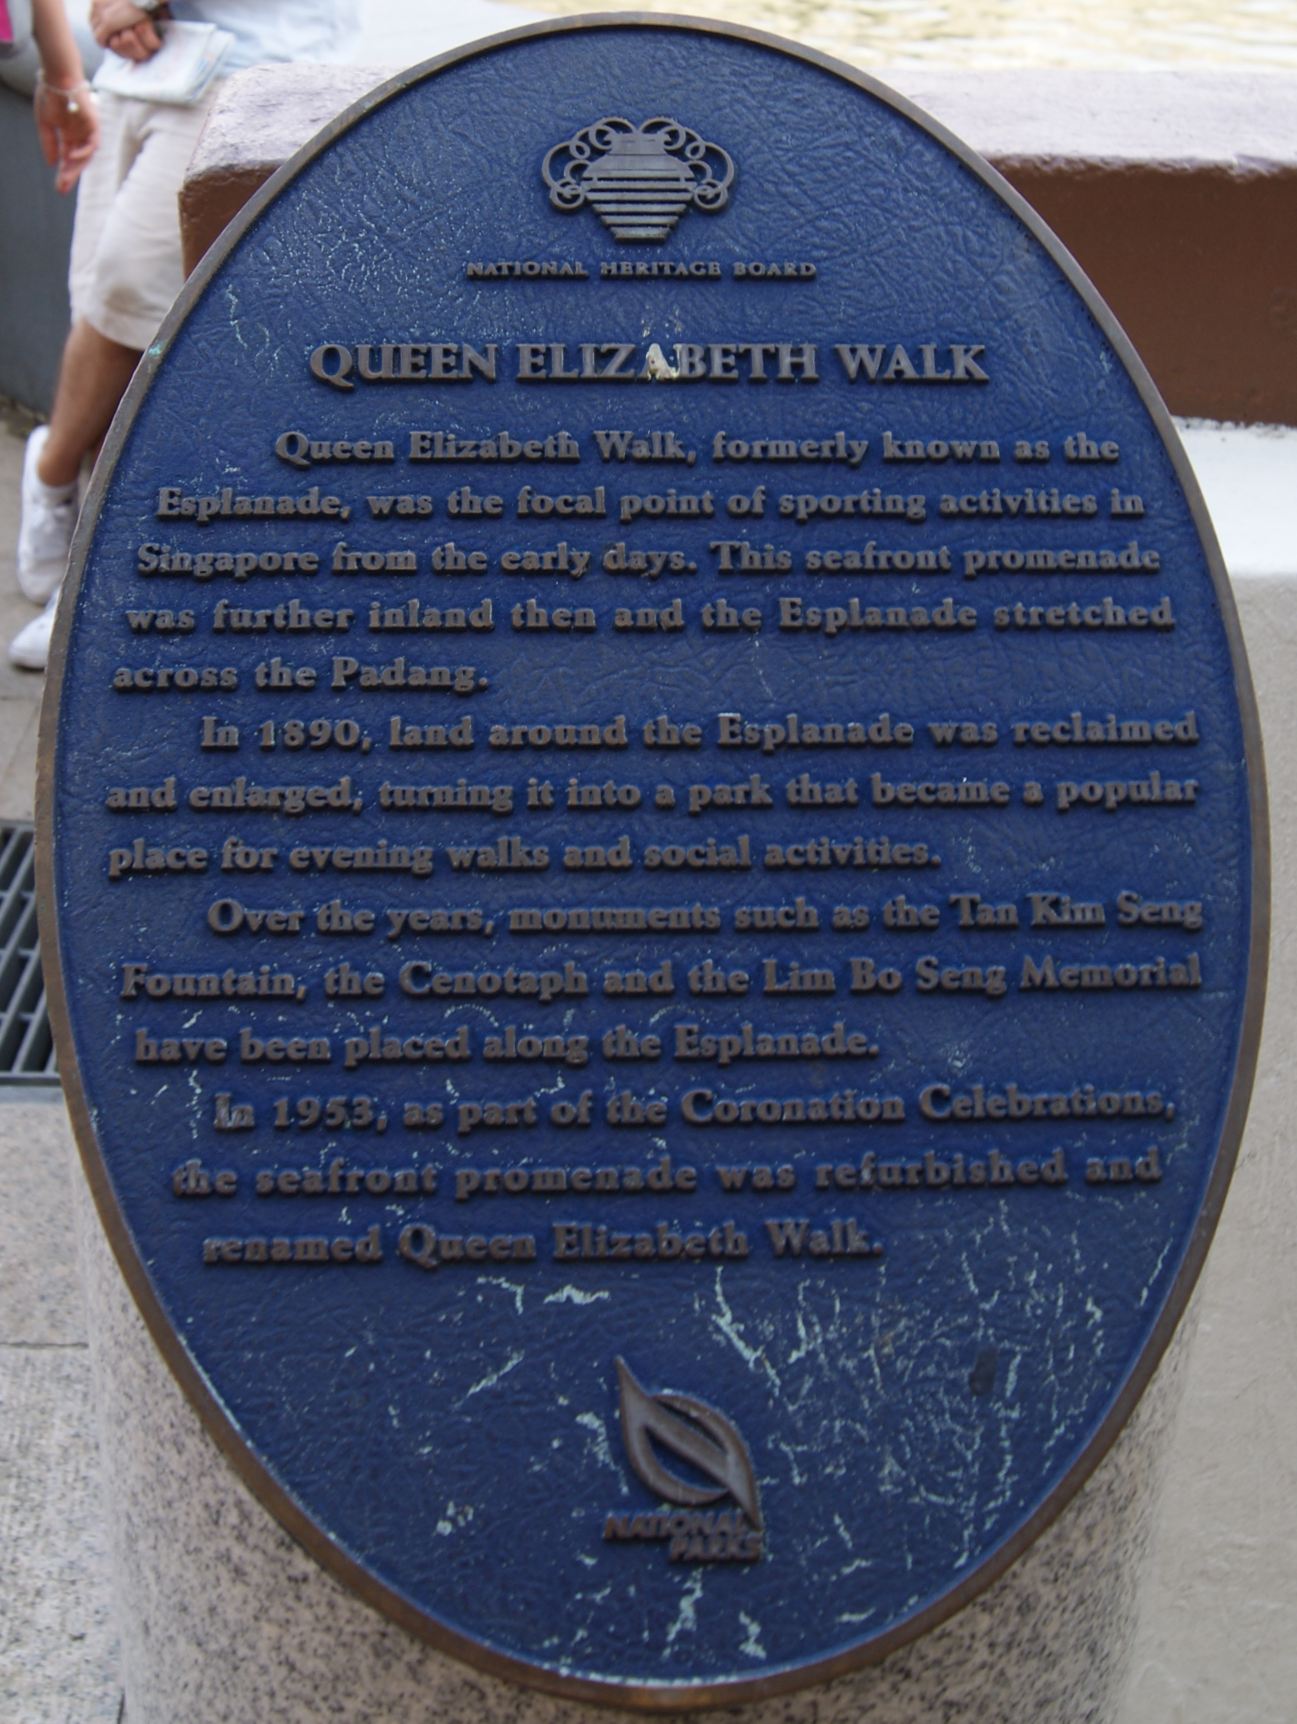 NATIONAL HERITAGE BOARD
QUEEN ELIZABETH WALK
Queen Elizabeth Walk, formerly known as the
Esplanade, was the focal point of sporting activities in
Singapore from the early days. This seafront promenade
was further inland then and the Esplanade stretched
across the Padang.
In 1890, land around the Esplanade was reclaimed
and enlarged, turning it into a park that became a popular
place for evening walks and social activities.
Over the years, monuments such as the Tan Kim Seng
Fountain, the Cenotaph and the Lim Bo Seng Memorial
have been placed along the Esplanade.
In 1953, as part of the Coronation Celebrations,
the seafront promenade was refurbished and
renamed Queen Elizabeth Walk.
NATIONAL
PARKS